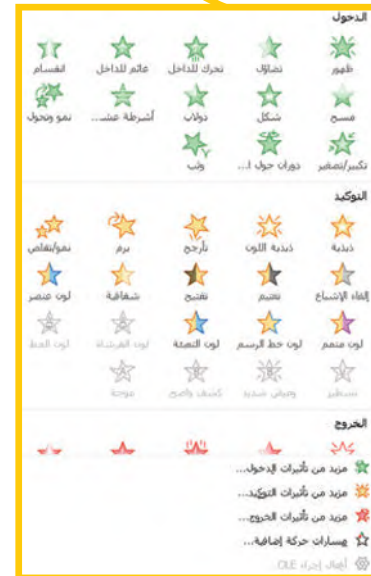 الدخول
ظهور تضاؤل تحرك للداخل عائم للداخل انقسام
مسح شكل دولاب أشرطة عش... نمو وتحول
تكبير/تصغير دوران حول ا... وثب
التوكيد
ذبذبة ذبذبة اللون تأرجح برم نمو/تقلص
إلغاء الإشباع تعتيم تفتيح شفافية لون عنصر
لون متمم لون خط الرسم لون التعبئة لون الفرشاة لون الخط
تسطير وميض شديد كشف واضح موجة
الخروج
مزيد من تأثيرات الدخول...
مزيد من تأثيرات التوكيد...
مزيد من تأثيرات الخروج...
مسارات حركة إضافية...
أفعال إجراء OLE...